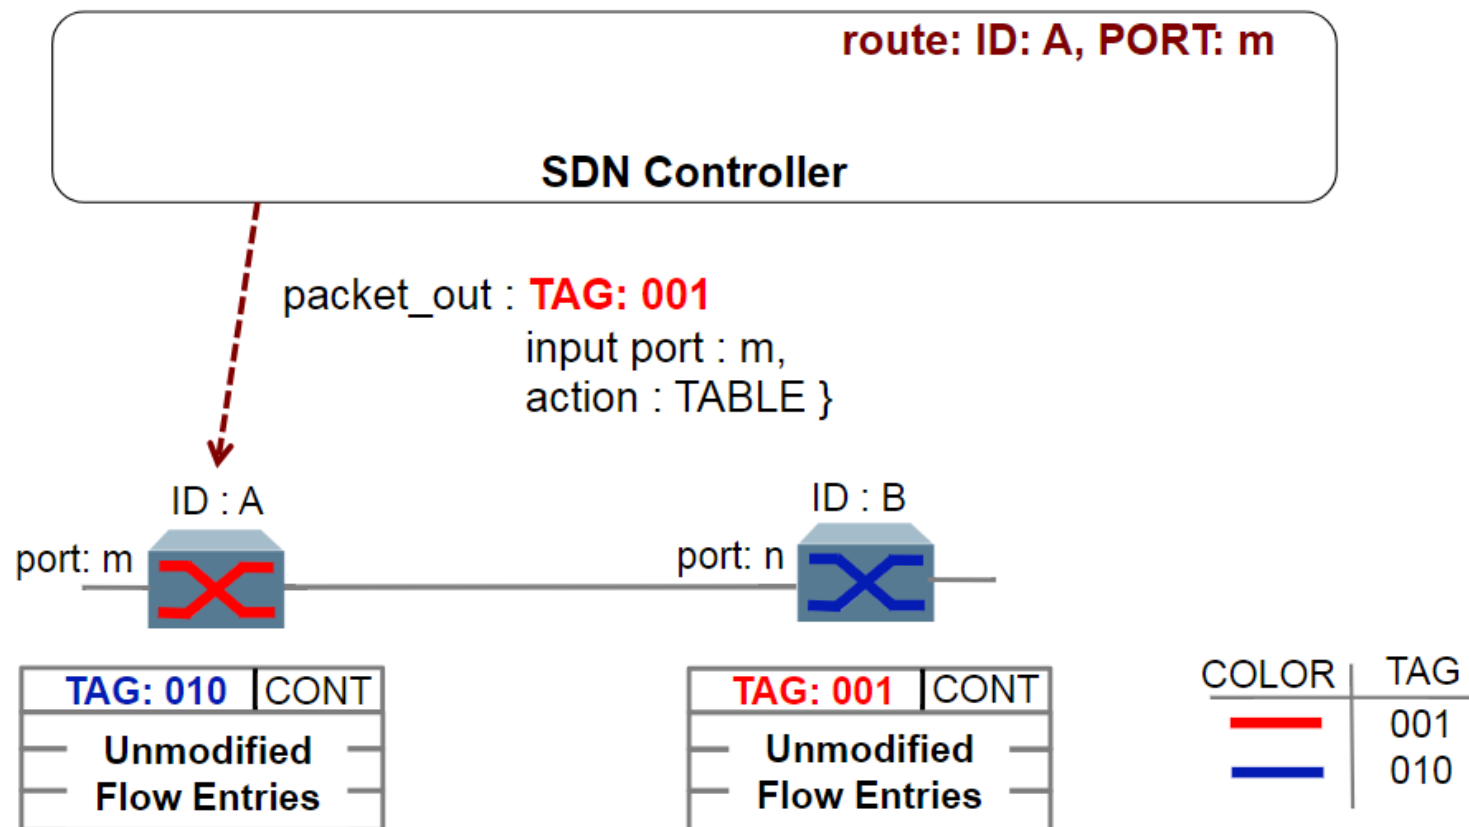 route: ID: A, PORT: m
SDN Controller
packet_out : TAG: 001
input port : m,
action : TABLE }
ID : A
ID : B
port: m
port: n
TAG: 010 CONT
Unmodified
Flow Entries
TAG: 001 CONT
Unmodified
Flow Entries
COLOR TAG
001
010